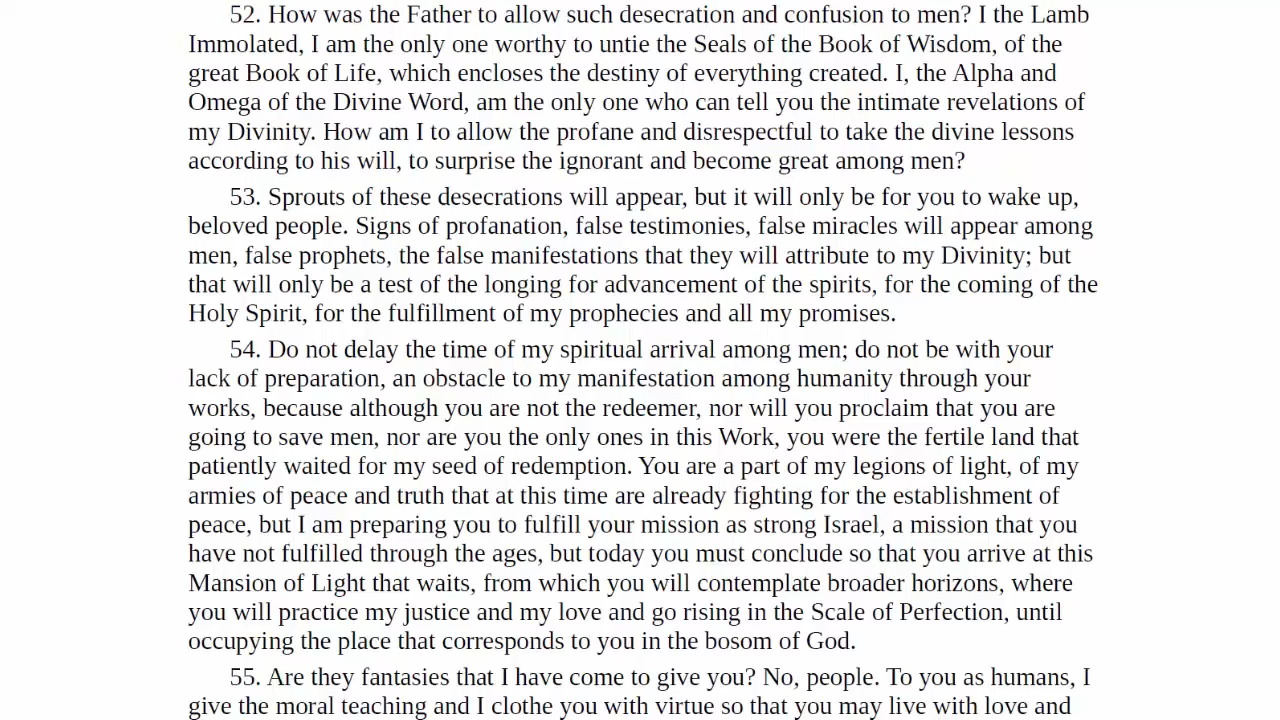 52. How was the Father to allow such desecration and confusion to men? I the Lamb
Immolated, I am the only one worthy to untie the Seals of the Book of Wisdom, of the
great Book of Life, which encloses the destiny of everything created. I, the Alpha and
Omega of the Divine Word, am the only one who can tell you the intimate revelations of
my Divinity. How am I to allow the profane and disrespectful to take the divine lessons
according to his will, to surprise the ignorant and become great among men?
53. Sprouts of these desecrations will appear, but it will only be for you to wake up,
beloved people. Signs of profanation, false testimonies, false miracles will appear among
men, false prophets, the false manifestations that they will attribute to my Divinity; but
that will only be a test of the longing for advancement of the spirits, for the coming of the
Holy Spirit, for the fulfillment of my prophecies and all my promises.
54. Do not delay the time of my spiritual arrival among men; do not be with your
lack of preparation, an obstacle to my manifestation among humanity through your
works, because although you are not the redeemer, nor will you proclaim that you are
going to save men, nor are you the only ones in this Work, you were the fertile land that
patiently waited for my seed of redemption. You are a part of my legions of light, of my
armies of peace and truth that at this time are already fighting for the establishment of
peace, but I am preparing you to fulfill your mission as strong Israel, a mission that you
have not fulfilled through the ages, but today you must conclude so that you arrive at this
Mansion of Light that waits, from which you will contemplate broader horizons, where
you will practice my justice and my love and go rising in the Scale of Perfection, until
occupying the place that corresponds to you in the bosom of God.
55. Are they fantasies that I have come to give you? No, people. To you as humans, I
give the moral teaching and I clothe you with virtue so that you may live with love and